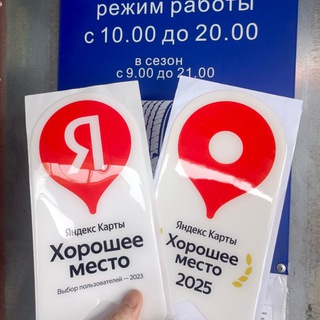 режим работы
с 10.00 до 20.00
в сезон
с 9.00 до 21.00
Я
Яндекс Карты
Хорошее
место
Выбор пользователей — 2023
Яндекс Карты
Хорошее
место
2025